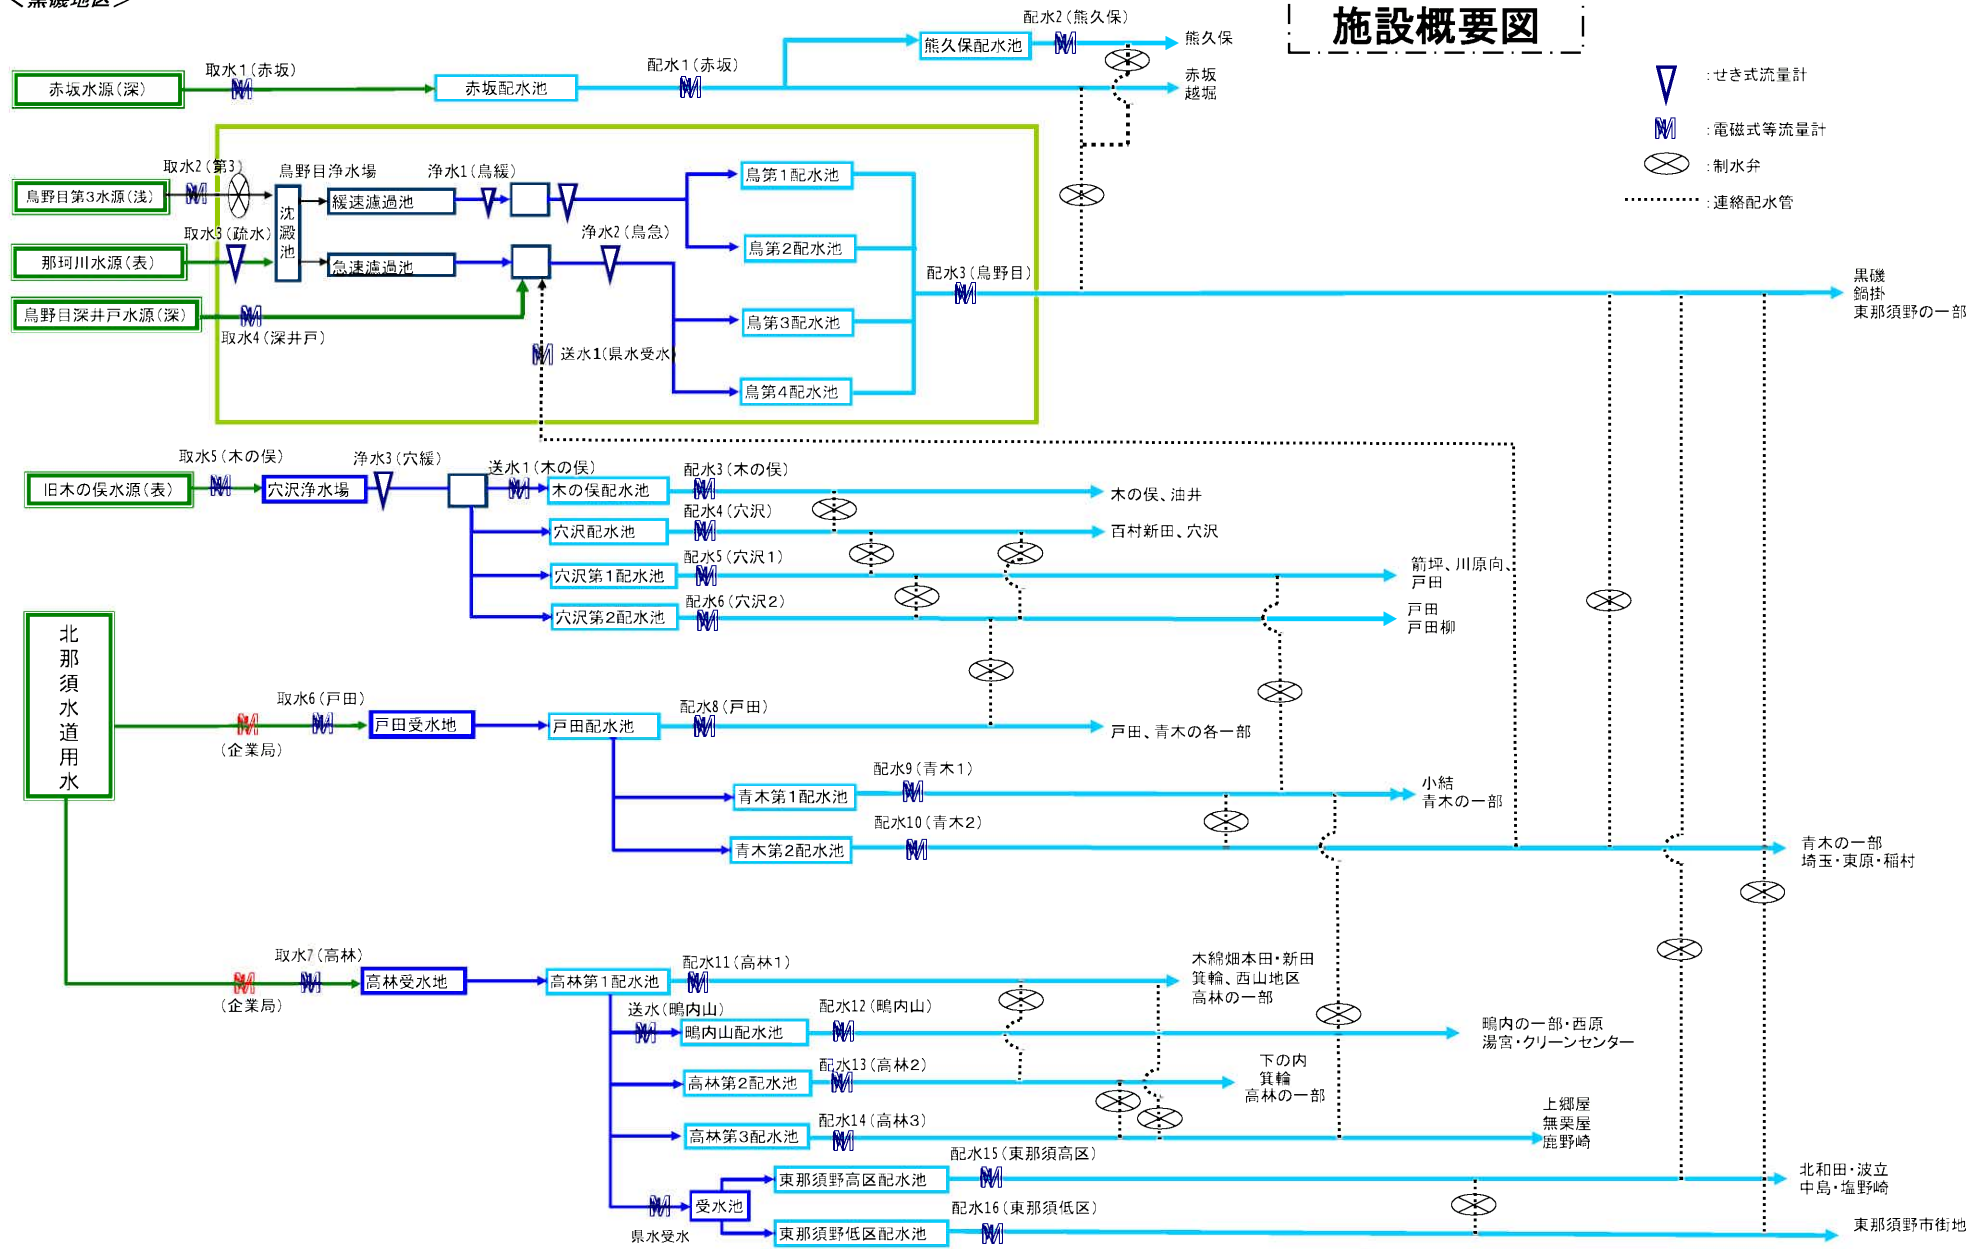 ＜黒磯地区＞
施設概要図
：せき式流量計
：電磁式等流量計
：制水弁
：連絡配水管
配水2（熊久保）
熊久保配水池
熊久保
取水1（赤坂）
配水1（赤坂）
赤坂水源（深）
赤坂配水池
赤坂
越堀
取水2（第3）
鳥野目浄水場
浄水1（鳥緩）
鳥第1配水池
鳥野目第3水源（浅）
沈澱池
緩速濾過池
取水3（疏水）
浄水2（鳥急）
鳥第2配水池
那珂川水源（表）
急速濾過池
配水3（鳥野目）
黒磯
鍋掛
東那須野の一部
鳥野目深井戸水源（深）
取水4（深井戸）
鳥第3配水池
送水1（県水受水）
鳥第4配水池
取水5（木の俣）
浄水3（穴緩）
送水1（木の俣）
配水3（木の俣）
旧木の俣水源（表）
穴沢浄水場
木の俣配水池
木の俣、油井
配水4（穴沢）
穴沢配水池
百村新田、穴沢
配水5（穴沢1）
穴沢第1配水池
箭坪、川原向、
戸田
配水6（穴沢2）
穴沢第2配水池
戸田
戸田柳
北那須水道用水
取水6（戸田）
（企業局）
戸田受水地
戸田配水池
配水8（戸田）
戸田、青木の各一部
配水9（青木1）
青木第1配水池
小結
青木の一部
配水10（青木2）
青木第2配水池
青木の一部
埼玉・東原・稲村
取水7（高林）
（企業局）
高林受水地
高林第1配水池
配水11（高林1）
木綿畑本田・新田
箕輪、西山地区
高林の一部
送水（鴫内山）
鴫内山配水池
配水12（鴫内山）
鴫内の一部・西原
湯宮・クリーンセンター
配水13（高林2）
高林第2配水池
下の内
箕輪
高林の一部
配水14（高林3）
高林第3配水池
上郷屋
無栗屋
鹿野崎
配水15（東那須高区）
東那須野高区配水池
北和田・波立
中島・塩野崎
受水池
県水受水
配水16（東那須低区）
東那須野低区配水池
東那須野市街地